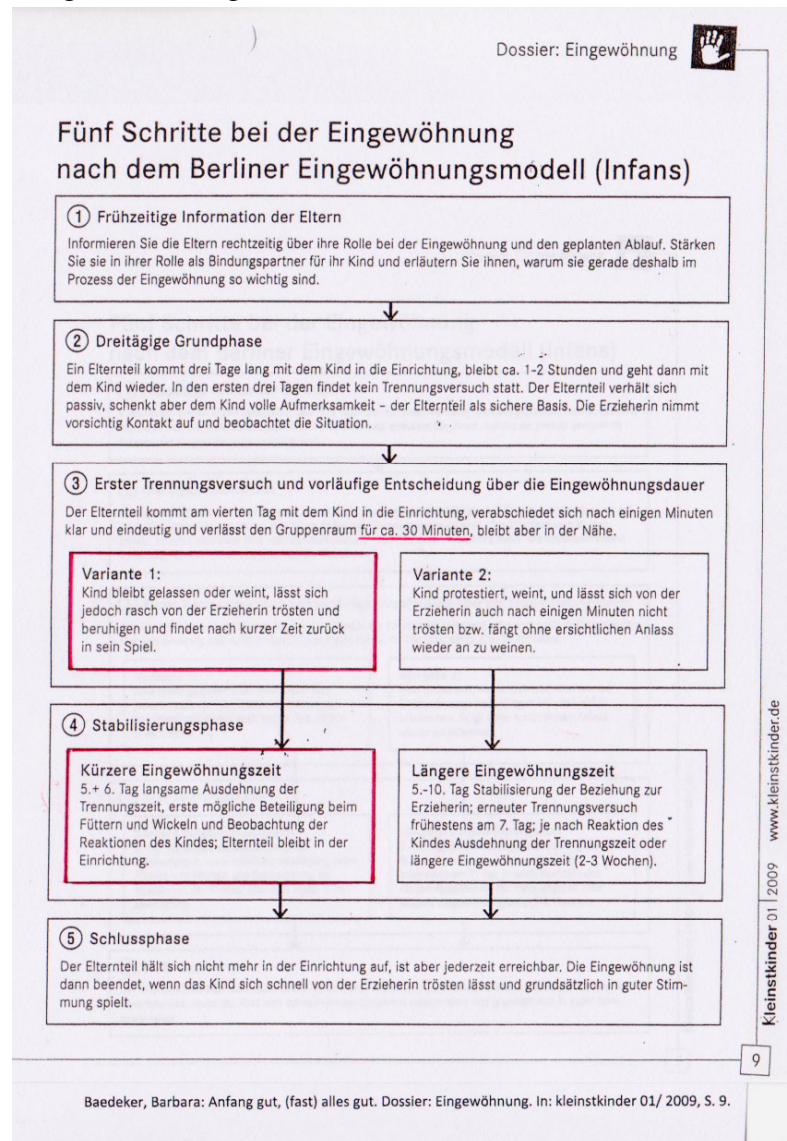 Dossier: Eingewöhnung
Fünf Schritte bei der Eingewöhnung
nach dem Berliner Eingewöhnungsmodell (Infans)
1 Frühzeitige Information der Eltern
Informieren Sie die Eltern rechtzeitig über ihre Rolle bei der Eingewöhnung und den geplanten Ablauf. Stärken
Sie sie in ihrer Rolle als Bindungspartner für ihr Kind und erläutern Sie ihnen, warum sie gerade deshalb im
Prozess der Eingewöhnung so wichtig sind.
2 Dreitägige Grundphase
Ein Elternteil kommt drei Tage lang mit dem Kind in die Einrichtung, bleibt ca. 1-2 Stunden und geht dann mit
dem Kind wieder. In den ersten drei Tagen findet kein Trennungsversuch statt. Der Elternteil verhält sich
passiv, schenkt aber dem Kind volle Aufmerksamkeit – der Elternteil als sichere Basis. Die Erzieherin nimmt
vorsichtig Kontakt auf und beobachtet die Situation.
3 Erster Trennungsversuch und vorläufige Entscheidung über die Eingewöhnungsdauer
Der Elternteil kommt am vierten Tag mit dem Kind in die Einrichtung, verabschiedet sich nach einigen Minuten
klar und eindeutig und verlässt den Gruppenraum für ca. 30 Minuten, bleibt aber in der Nähe.
Variante 1:
Kind bleibt gelassen oder weint, lässt sich
jedoch rasch von der Erzieherin trösten und
beruhigen und findet nach kurzer Zeit zurück
in sein Spiel.
Variante 2:
Kind protestiert, weint, und lässt sich von der
Erzieherin auch nach einigen Minuten nicht
trösten bzw. fängt ohne ersichtlichen Anlass
wieder an zu weinen.
4 Stabilisierungsphase
Kürzere Eingewöhnungszeit
5.+ 6. Tag langsame Ausdehnung der
Trennungszeit, erste mögliche Beteiligung beim
Füttern und Wickeln und Beobachtung der
Reaktionen des Kindes; Elternteil bleibt in der
Einrichtung.
Längere Eingewöhnungszeit
5.-10. Tag Stabilisierung der Beziehung zur
Erzieherin; erneuter Trennungsversuch
frühestens am 7. Tag; je nach Reaktion des
Kindes Ausdehnung der Trennungszeit oder
längere Eingewöhnungszeit (2-3 Wochen).
5 Schlussphase
Der Elternteil hält sich nicht mehr in der Einrichtung auf, ist aber jederzeit erreichbar. Die Eingewöhnung ist
dann beendet, wenn das Kind sich schnell von der Erzieherin trösten lässt und grundsätzlich in guter Stim-
mung spielt.
Kleinstkinder 01 | 2009 www.kleinstkinder.de
9
Baedeker, Barbara: Anfang gut, (fast) alles gut. Dossier: Eingewöhnung. In: kleinstkinder 01/ 2009, S. 9.